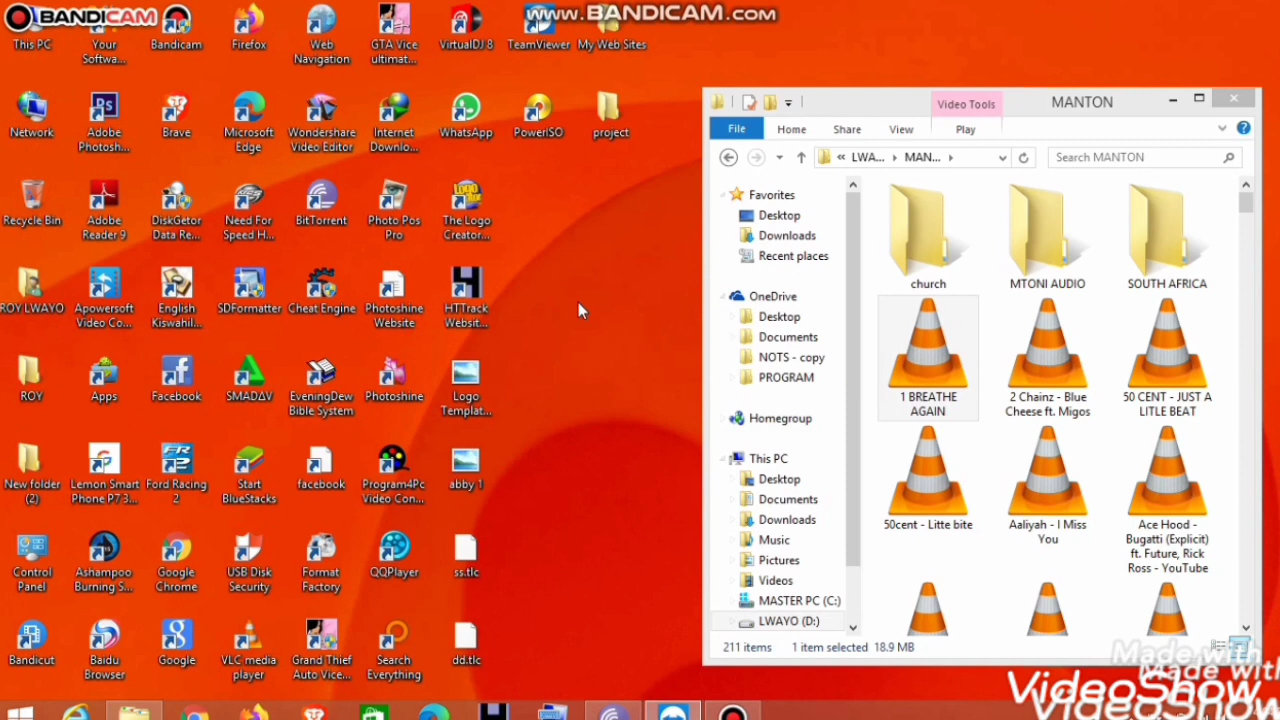 BANDICAM
www.BANDICAM.com
This PC
Your Softwa...
Bandicam
Firefox
Web Navigation
GTA Vice ultimat...
VirtualDJ 8
TeamViewer
My Web Sites
Network
Adobe Photosh...
Brave
Microsoft Edge
Wondershare Video Editor
Internet Downlo...
WhatsApp
PowerISO
project
Recycle Bin
Adobe Reader 9
DiskGetor Data Re...
Need For Speed H...
BitTorrent
Photo Pos Pro
The Logo Creator...
ROY LWAYO
Apowersoft Video Co...
English Kiswahil...
SDFormatter
Cheat Engine
Photoshine Website
HTTrack Website...
ROY
Apps
Facebook
SMADΔV
EveningDew Bible System
Photoshine
Logo Templat...
New folder (2)
Lemon Smart Phone P7 3...
Ford Racing 2
Start BlueStacks
facebook
Program4Pc Video Con...
abby 1
Control Panel
Ashampoo Burning S...
Google Chrome
USB Disk Security
Format Factory
QQPlayer
ss.tlc
Bandicut
Baidu Browser
Google
VLC media player
Grand Thief Auto Vice...
Search Everything
dd.tlc
Video Tools
MANTON
File
Home
Share
View
Play
« LWA... MAN...
Search MANTON
Favorites
Desktop
Downloads
Recent places
OneDrive
Desktop
Documents
NOTS - copy
PROGRAM
Homegroup
This PC
Desktop
Documents
Downloads
Music
Pictures
Videos
MASTER PC (C:)
LWAYO (D:)
church
MTONI AUDIO
SOUTH AFRICA
1 BREATHE AGAIN
2 Chainz - Blue Cheese ft. Migos
50 CENT - JUST A LITLE BEAT
50cent - Litte bite
Aaliyah - I Miss You
Ace Hood - Bugatti (Explicit) ft. Future, Rick Ross - YouTube
211 items
1 item selected 18.9 MB
Made with
Made with
VideoShow
VideoShow